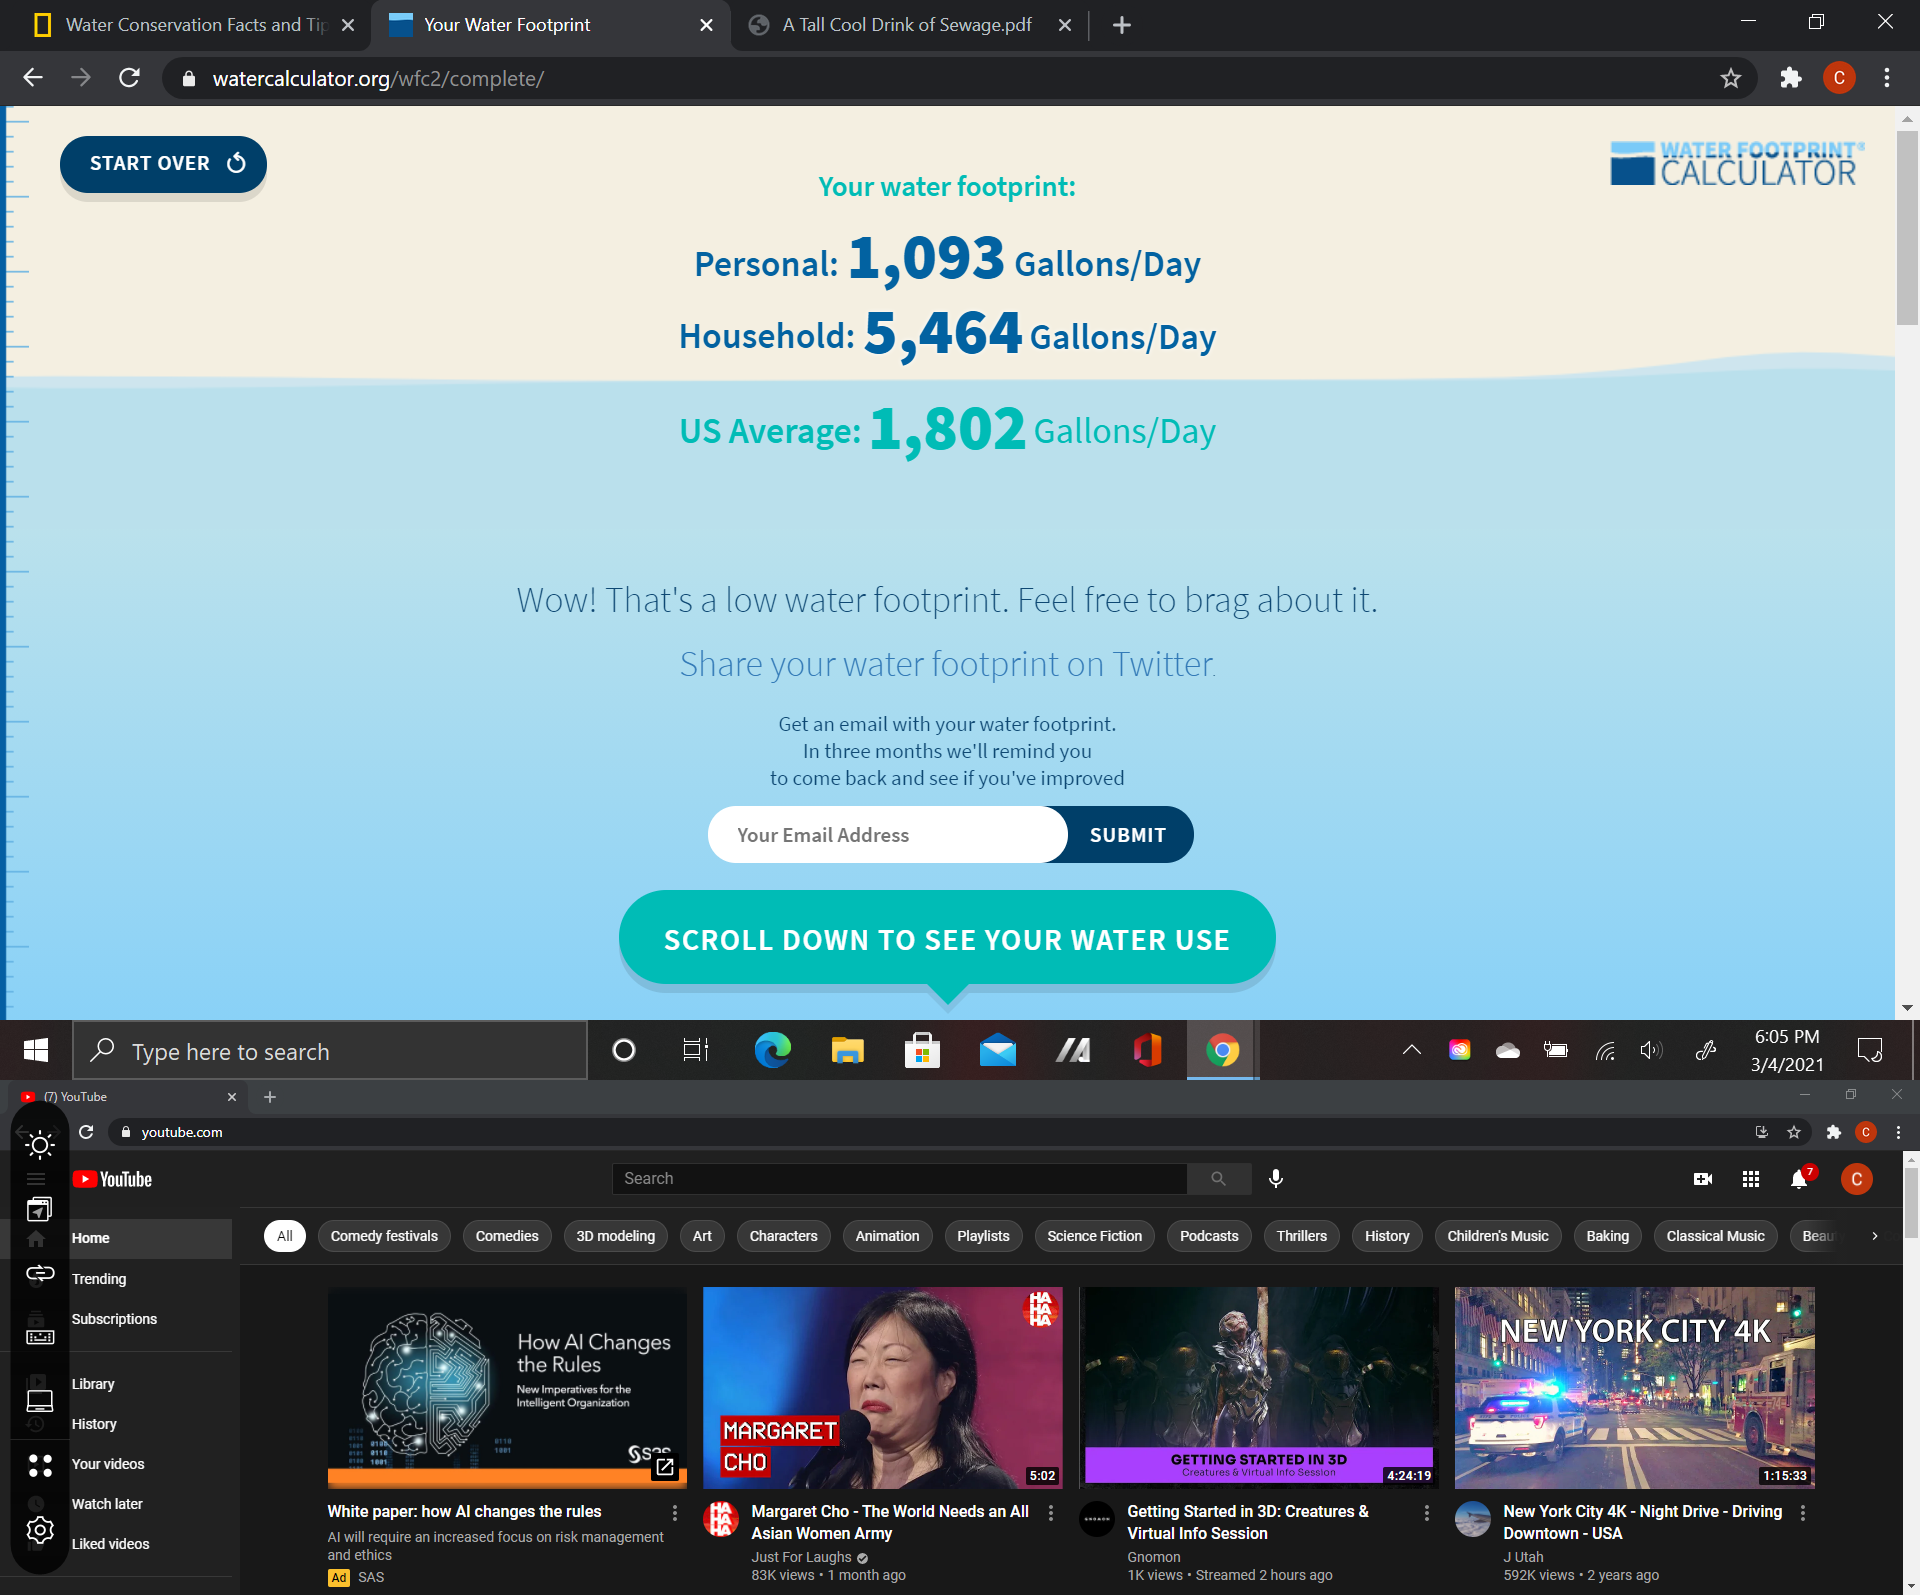 Water Conservation Facts and Tip
Your Water Footprint
A Tall Cool Drink of Sewage.pdf
watercalculator.org/wfc2/complete/
C
START OVER
WATER FOOTPRINT
CALCULATOR
Your water footprint:
Personal: 1,093 Gallons/Day
Household: 5,464 Gallons/Day
US Average: 1,802 Gallons/Day
Wow! That's a low water footprint. Feel free to brag about it.
Share your water footprint on Twitter.
Get an email with your water footprint.
In three months we'll remind you
to come back and see if you've improved
Your Email Address
SUBMIT
SCROLL DOWN TO SEE YOUR WATER USE
Type here to search
6:05 PM
3/4/2021
(7) YouTube
youtube.com
C
YouTube
Search
7
C
Home
Trending
Subscriptions
Library
History
Your videos
Watch later
Liked videos
All
Comedy festivals
Comedies
3D modeling
Art
Characters
Animation
Playlists
Science Fiction
Podcasts
Thrillers
History
Children's Music
Baking
Classical Music
Beau
How AI Changes
the Rules
New Imperatives for the
Intelligent Organization
sas
White paper: how AI changes the rules
AI will require an increased focus on risk management
and ethics
Ad SAS
HA
HA
HA
MARGARET
CHO
5:02
HA
HA
HA
Margaret Cho - The World Needs an All
Asian Women Army
Just For Laughs
83K views • 1 month ago
GETTING STARTED IN 3D
Creatures & Virtual Info Session
4:24:19
Getting Started in 3D: Creatures &
Virtual Info Session
Gnomon
1K views • Streamed 2 hours ago
NEW YORK CITY 4K
1:15:33
New York City 4K - Night Drive - Driving
Downtown - USA
J Utah
592K views • 2 years ago